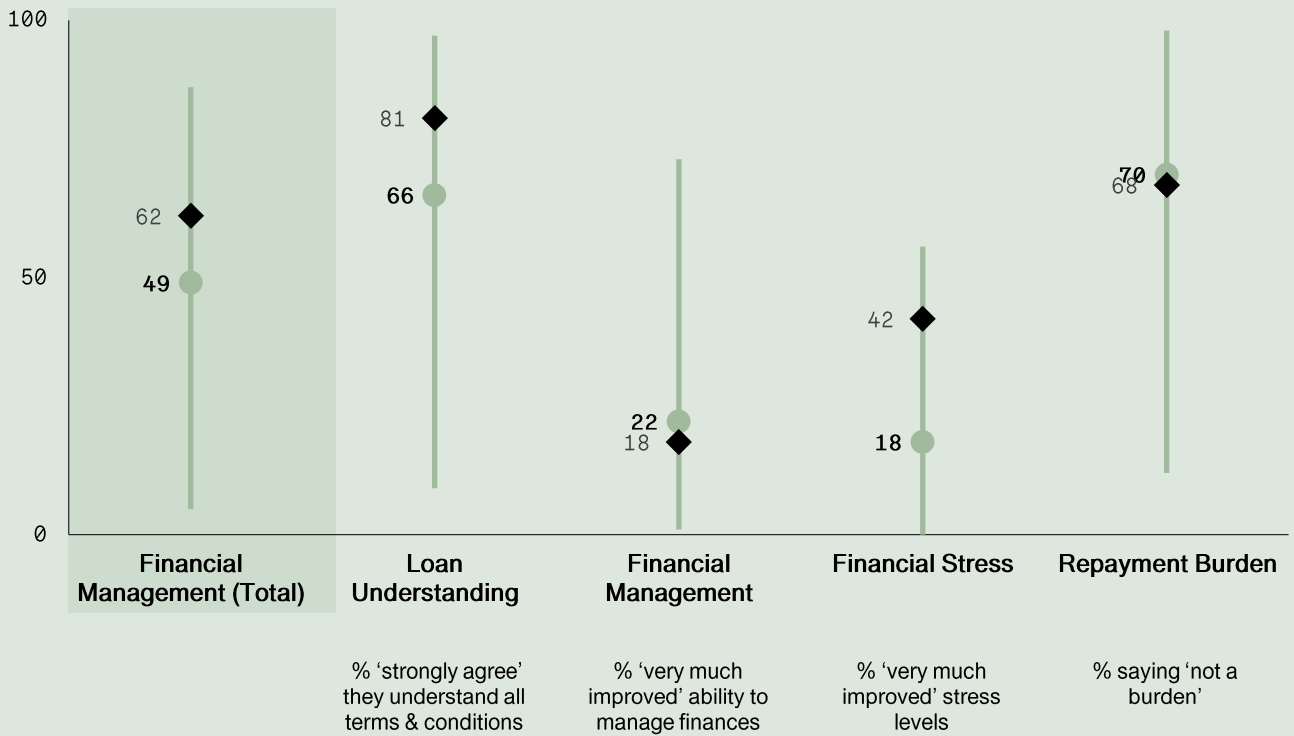 100
81
66
70
68
62
49
50
42
22
18
18
0
Financial
Management (Total)
Loan
Understanding
Financial
Management
Financial Stress
Repayment Burden
% ‘strongly agree’
they understand all
terms & conditions
% ‘very much
improved’ ability to
manage finances
% ‘very much
improved’ stress
levels
% saying ‘not a
burden’